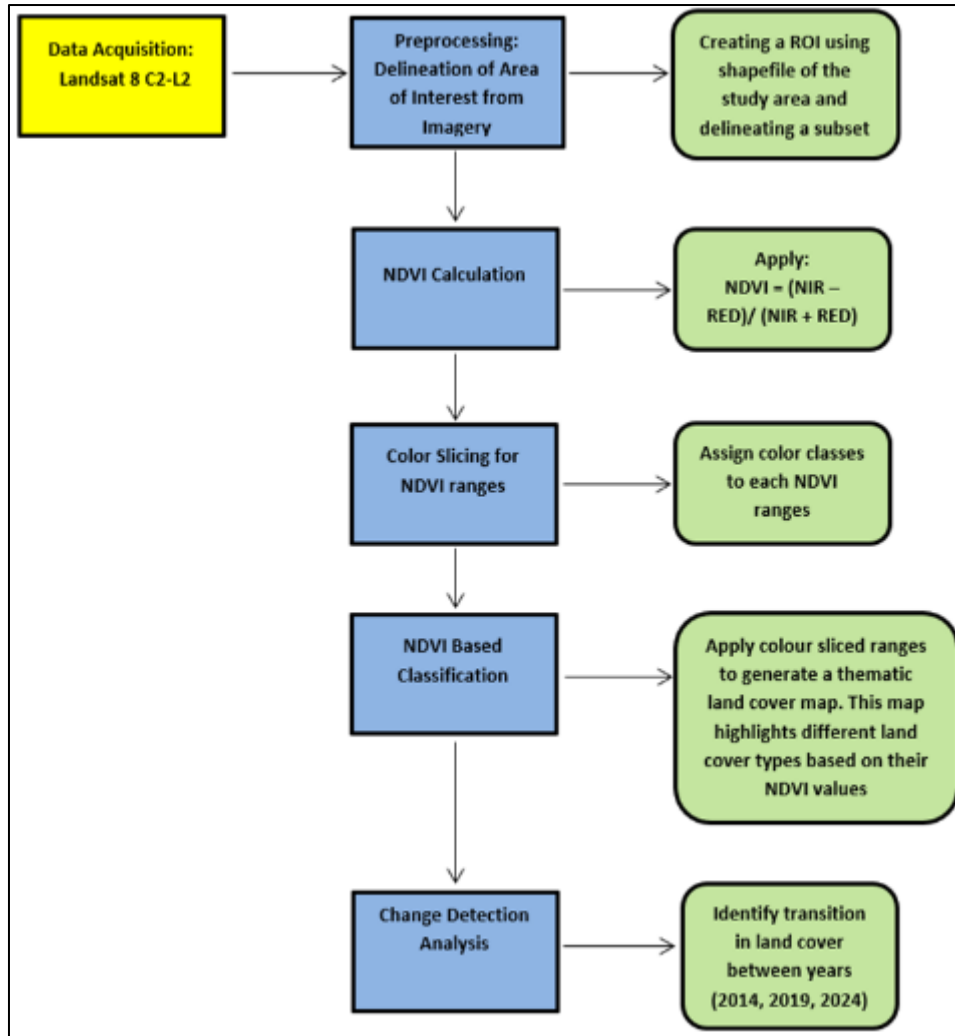 Data Acquisition:
Landsat 8 C2-L2
Preprocessing:
Delineation of Area
of Interest from
Imagery
Creating a ROI using
shapefile of the
study area and
delineating a subset
NDVI Calculation
Apply:
NDVI = (NIR –
RED)/ (NIR + RED)
Color Slicing for
NDVI ranges
Assign color classes
to each NDVI
ranges
NDVI Based
Classification
Apply colour sliced ranges
to generate a thematic
land cover map. This map
highlights different land
cover types based on their
NDVI values
Change Detection
Analysis
Identify transition
in land cover
between years
(2014, 2019, 2024)